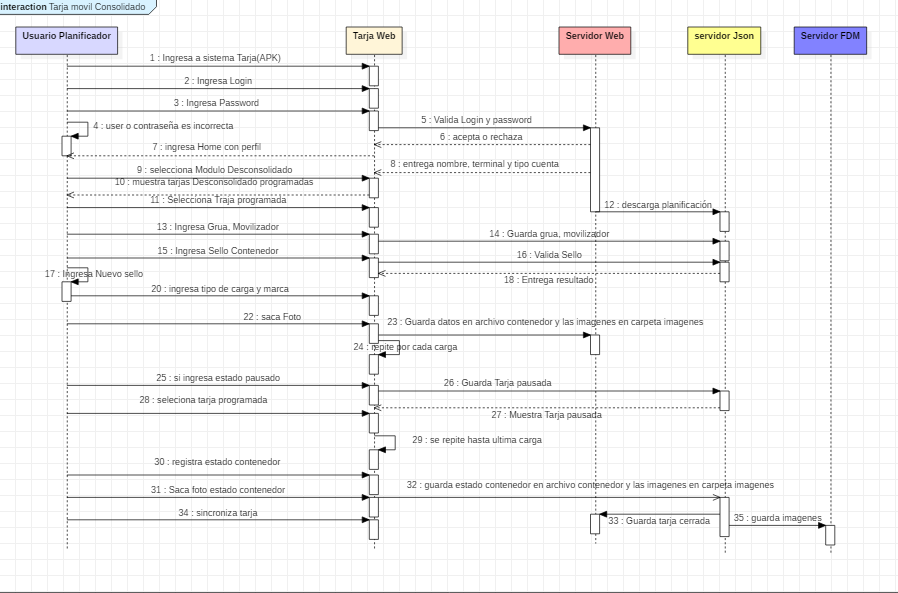 interaction Tarja movil Consolidado
Usuario Planificador
Tarja Web
Servidor Web
servidor Json
Servidor FDM
1 : Ingresa a sistema Tarja(APK)
2 : Ingresa Login
3 : Ingresa Password
4 : user o contraseña es incorrecta
5 : Valida Login y password
6 : acepta o rechaza
7 : ingresa Home con perfil
8 : entrega nombre, terminal y tipo cuenta
9 : selecciona Modulo Desconsolidado
10 : muestra tarjas Desconsolidado programadas
11 : Selecciona Traja programada
12 : descarga planificación
13 : Ingresa Grua, Movilizador
14 : Guarda grua, movilizador
15 : Ingresa Sello Contenedor
16 : Valida Sello
17 : Ingresa Nuevo sello
18 : Entrega resultado
20 : ingresa tipo de carga y marca
22 : saca Foto
23 : Guarda datos en archivo contenedor y las imagenes en carpeta imagenes
24 : repite por cada carga
25 : si ingresa estado pausado
26 : Guarda Tarja pausada
28 : seleciona tarja programada
27 : Muestra Tarja pausada
29 : se repite hasta ultima carga
30 : registra estado contenedor
31 : Saca foto estado contenedor
32 : guarda estado contenedor en archivo contenedor y las imagenes en carpeta imagenes
34 : sincroniza tarja
33 : Guarda tarja cerrada
35 : guarda imagenes